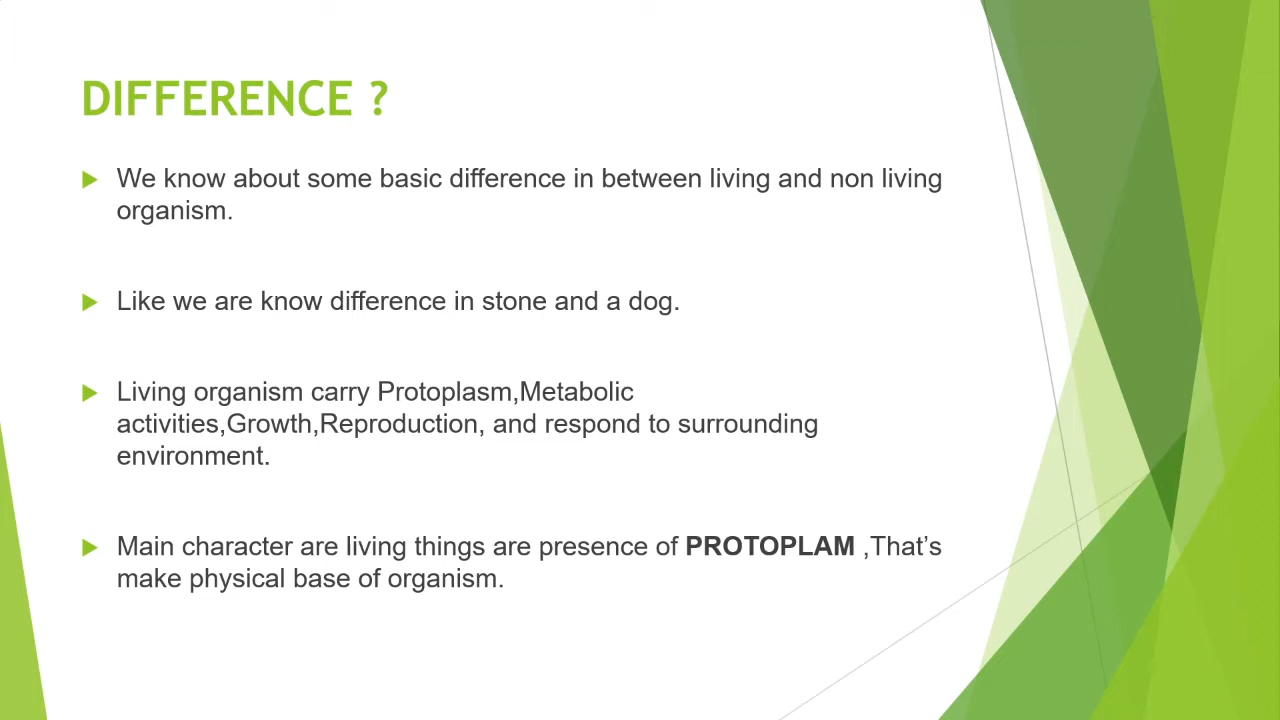 DIFFERENCE ?
We know about some basic difference in between living and non living
organism.
Like we are know difference in stone and a dog.
Living organism carry Protoplasm,Metabolic
activities,Growth,Reproduction, and respond to surrounding
environment.
Main character are living things are presence of PROTOPLAM ,That’s
make physical base of organism.